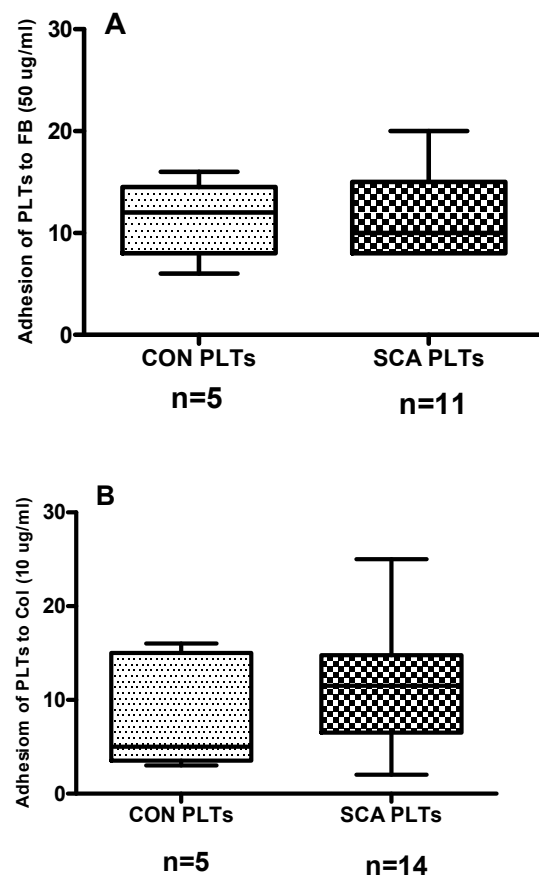 A
Adhesion of PLTs to FB (50 ug/ml)
30
20
10
0
CON PLTs SCA PLTs
n=5 n=11
B
Adhesiom of PLTs to Col (10 ug/ml)
30
20
10
0
CON PLTs SCA PLTs
n=5 n=14